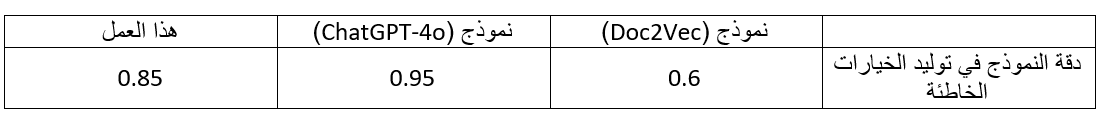 نموذج (Doc2Vec)
نموذج (ChatGPT-4o)
هذا العمل
دقة النموذج في توليد الخيارات
الخاطئة
0.6
0.95
0.85